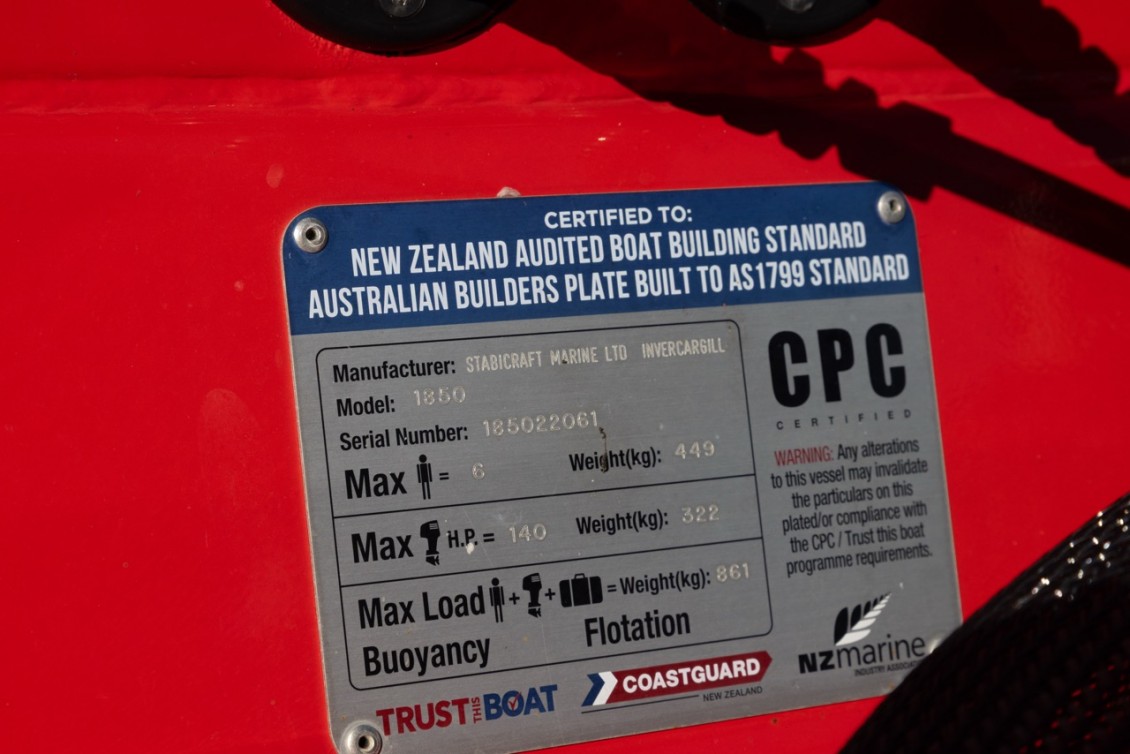 CERTIFIED TO:
NEW ZEALAND AUDITED BOAT BUILDING STANDARD
AUSTRALIAN BUILDERS PLATE BUILT TO AS1799 STANDARD
Manufacturer: STABICRAFT MARINE LTD INVERCARGILL
Model: 1850
Serial Number: 185022061
Max = 6 Weight(kg): 449
Max H.P. = 140 Weight(kg): 322
Max Load + + = Weight(kg): 861
Buoyancy Flotation
CPC
CERTIFIED
WARNING: Any alterations
to this vessel may invalidate
the particulars on this
plated/or compliance with
the CPC / Trust this boat
programme requirements.
TRUST THIS BOAT
COASTGUARD
NEW ZEALAND
NZmarine
INDUSTRY